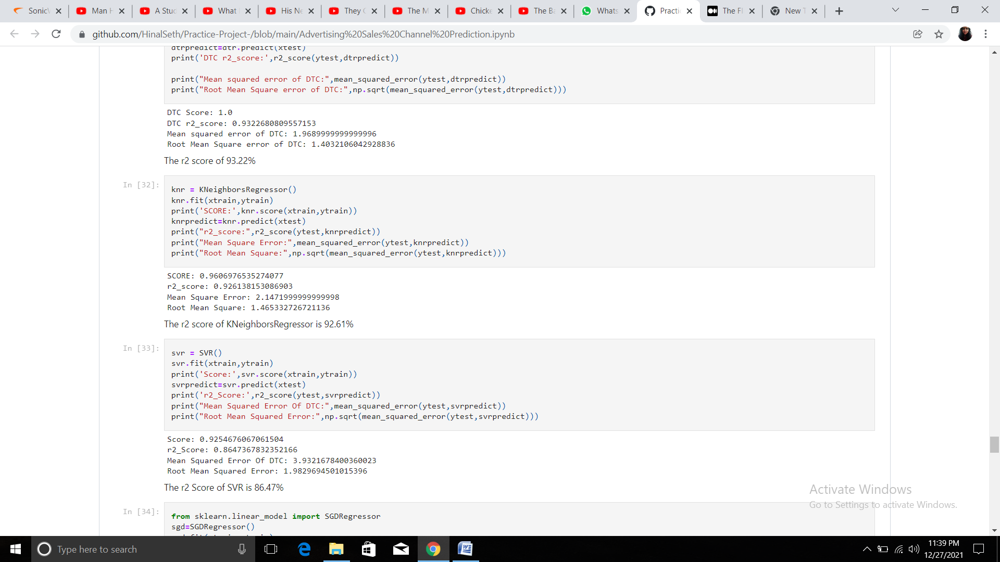 SonicW
Man H
A Stud
What
His Ne
They C
The M
Chicke
The Ba
Whats
Practic
The Fl
New T
github.com/HinalSeth/Practice-Project-/blob/main/Advertising%20Sales%20Channel%20Prediction.ipynb
dtrpredict=dtr.predict(xtest)
print('DTC r2_score:',r2_score(ytest,dtrpredict))
print("Mean squared error of DTC:",mean_squared_error(ytest,dtrpredict))
print("Root Mean Square error of DTC:",np.sqrt(mean_squared_error(ytest,dtrpredict)))
DTC Score: 1.0
DTC r2_score: 0.9322680809557153
Mean squared error of DTC: 1.9689999999999996
Root Mean Square error of DTC: 1.4032106042928836
The r2 score of 93.22%
In [32]:
knr = KNeighborsRegressor()
knr.fit(xtrain,ytrain)
print('SCORE:',knr.score(xtrain,ytrain))
knrpredict=knr.predict(xtest)
print("r2_score:",r2_score(ytest,knrpredict))
print("Mean Square Error:",mean_squared_error(ytest,knrpredict))
print("Root Mean Square:",np.sqrt(mean_squared_error(ytest,knrpredict)))
SCORE: 0.9606976535274077
r2_score: 0.926138153086903
Mean Square Error: 2.1471999999999998
Root Mean Square: 1.465332726721136
The r2 score of KNeighborsRegressor is 92.61%
In [33]:
svr = SVR()
svr.fit(xtrain,ytrain)
print('Score:',svr.score(xtrain,ytrain))
svrpredict=svr.predict(xtest)
print('r2_Score:',r2_score(ytest,svrpredict))
print("Mean Squared Error Of DTC:",mean_squared_error(ytest,svrpredict))
print("Root Mean Squared Error:",np.sqrt(mean_squared_error(ytest,svrpredict)))
Score: 0.9254676067061504
r2_Score: 0.8647367832352166
Mean Squared Error Of DTC: 3.9321678400360023
Root Mean Squared Error: 1.9829694501015396
The r2 Score of SVR is 86.47%
Activate Windows
Go to Settings to activate Windows.
In [34]:
from sklearn.linear_model import SGDRegressor
sgd=SGDRegressor()
Type here to search
11:39 PM
12/27/2021